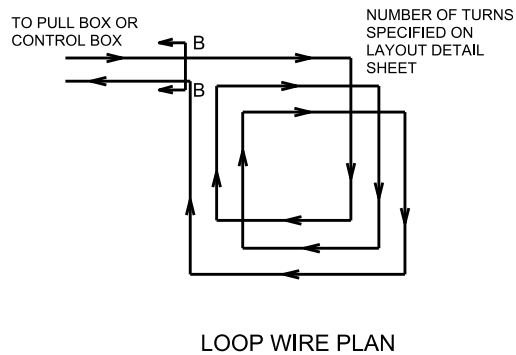 TO PULL BOX OR
CONTROL BOX
NUMBER OF TURNS
SPECIFIED ON
LAYOUT DETAIL
SHEET
B
B
LOOP WIRE PLAN